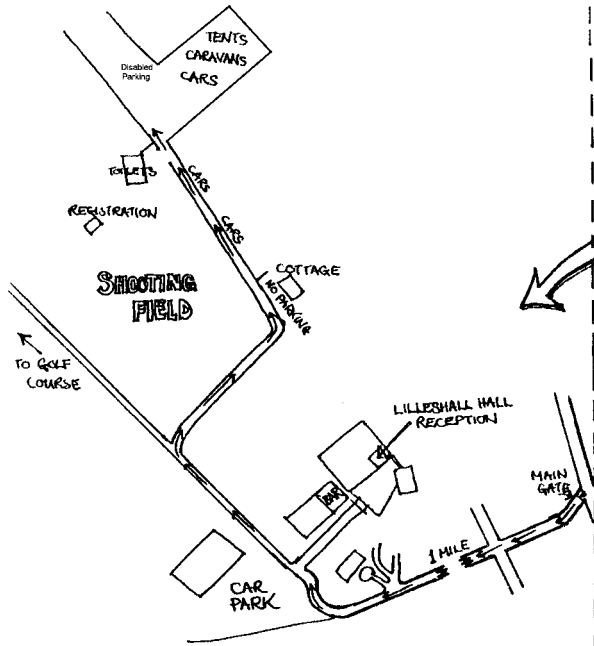 TENTS
CARAVANS
CARS
Disabled
Parking
TOILETS
CARS
REGISTRATION
CARS
COTTAGE
NO PARKING
SHOOTING
FIELD
TO GOLF
COURSE
LILLESHALL HALL
RECEPTION
BAR
MAIN
GATE
1 MILE
CAR
PARK